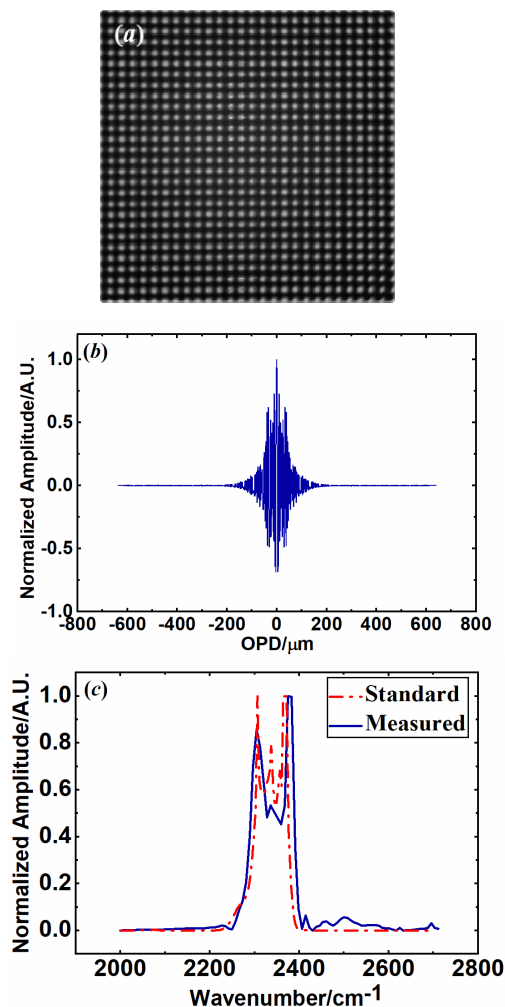 (a)
(b)
Normalized Amplitude/A.U.
1.0
0.5
0.0
-0.5
-1.0
-800 -600 -400 -200 0 200 400 600 800
OPD/μm
(c)
Standard
Measured
Normalized Amplitude/A.U.
1.0
0.8
0.6
0.4
0.2
0.0
2000 2200 2400 2600 2800
Wavenumber/cm⁻¹